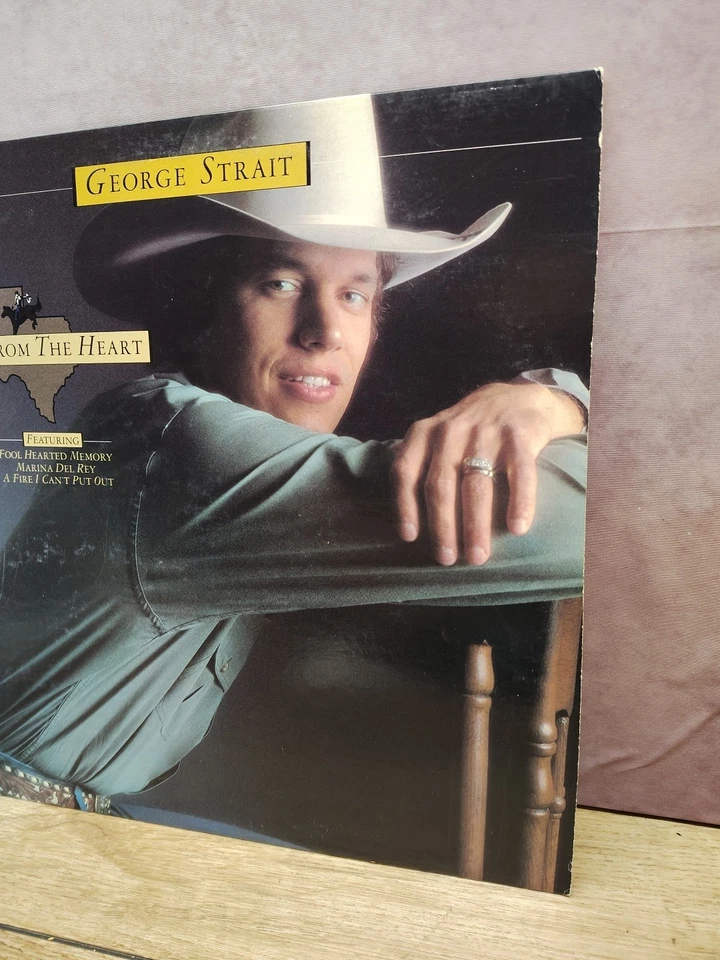 GEORGE STRAIT
ROM THE HEART
FEATURING
FOOL HEARTED MEMORY
MARINA DEL REY
A FIRE I CAN'T PUT OUT